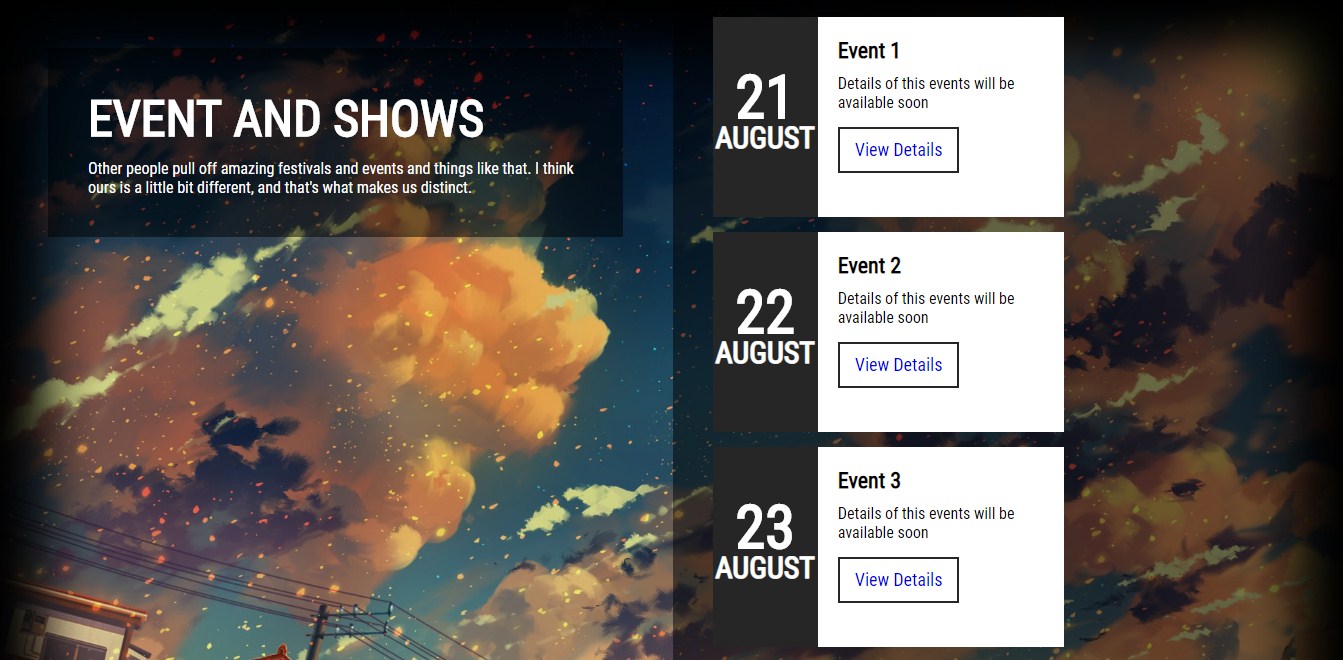 EVENT AND SHOWS
Other people pull off amazing festivals and events and things like that. I think
ours is a little bit different, and that's what makes us distinct.
21
AUGUST
Event 1
Details of this events will be
available soon
View Details
22
AUGUST
Event 2
Details of this events will be
available soon
View Details
23
AUGUST
Event 3
Details of this events will be
available soon
View Details